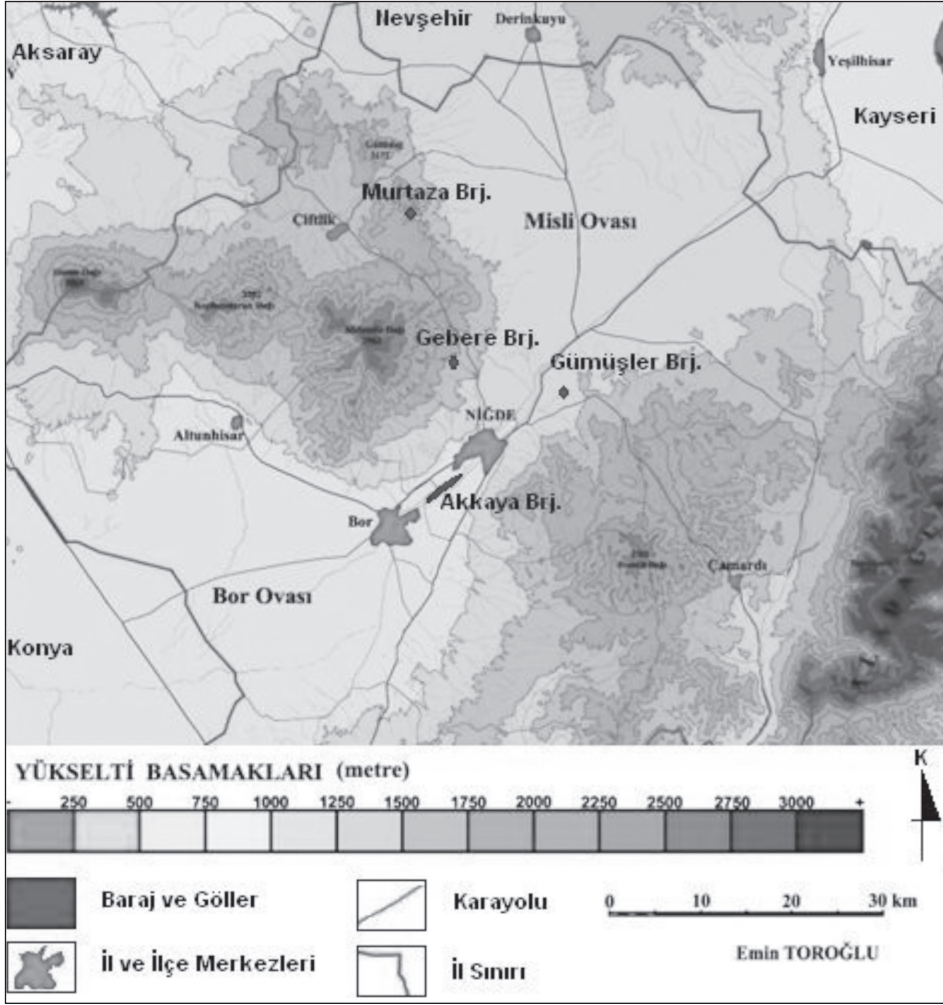 Nevşehir
Derinkuyu
Aksaray
Yeşilhisar
Kayseri
Murtaza Brj.
Çiftlik
Misli Ovası
Gebere Brj.
Gümüşler Brj.
NİĞDE
Altunhisar
Akkaya Brj.
Bor
Çamardı
Bor Ovası
Konya
YÜKSELTİ BASAMAKLARI (metre)
K
- 250 500 750 1000 1250 1500 1750 2000 2250 2500 2650 3000 +
Baraj ve Göller
Karayolu
0 10 20 30 km
İl ve İlçe Merkezleri
İl Sınırı
Emin TOROĞLU